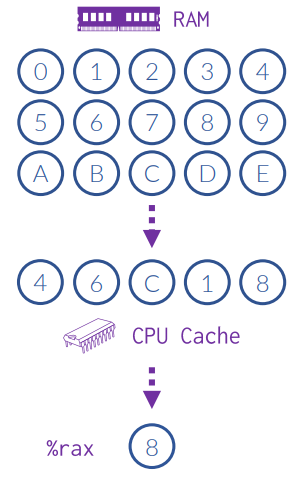 RAM
0 1 2 3 4
5 6 7 8 9
A B C D E
4 6 C 1 8
CPU Cache
%rax 8